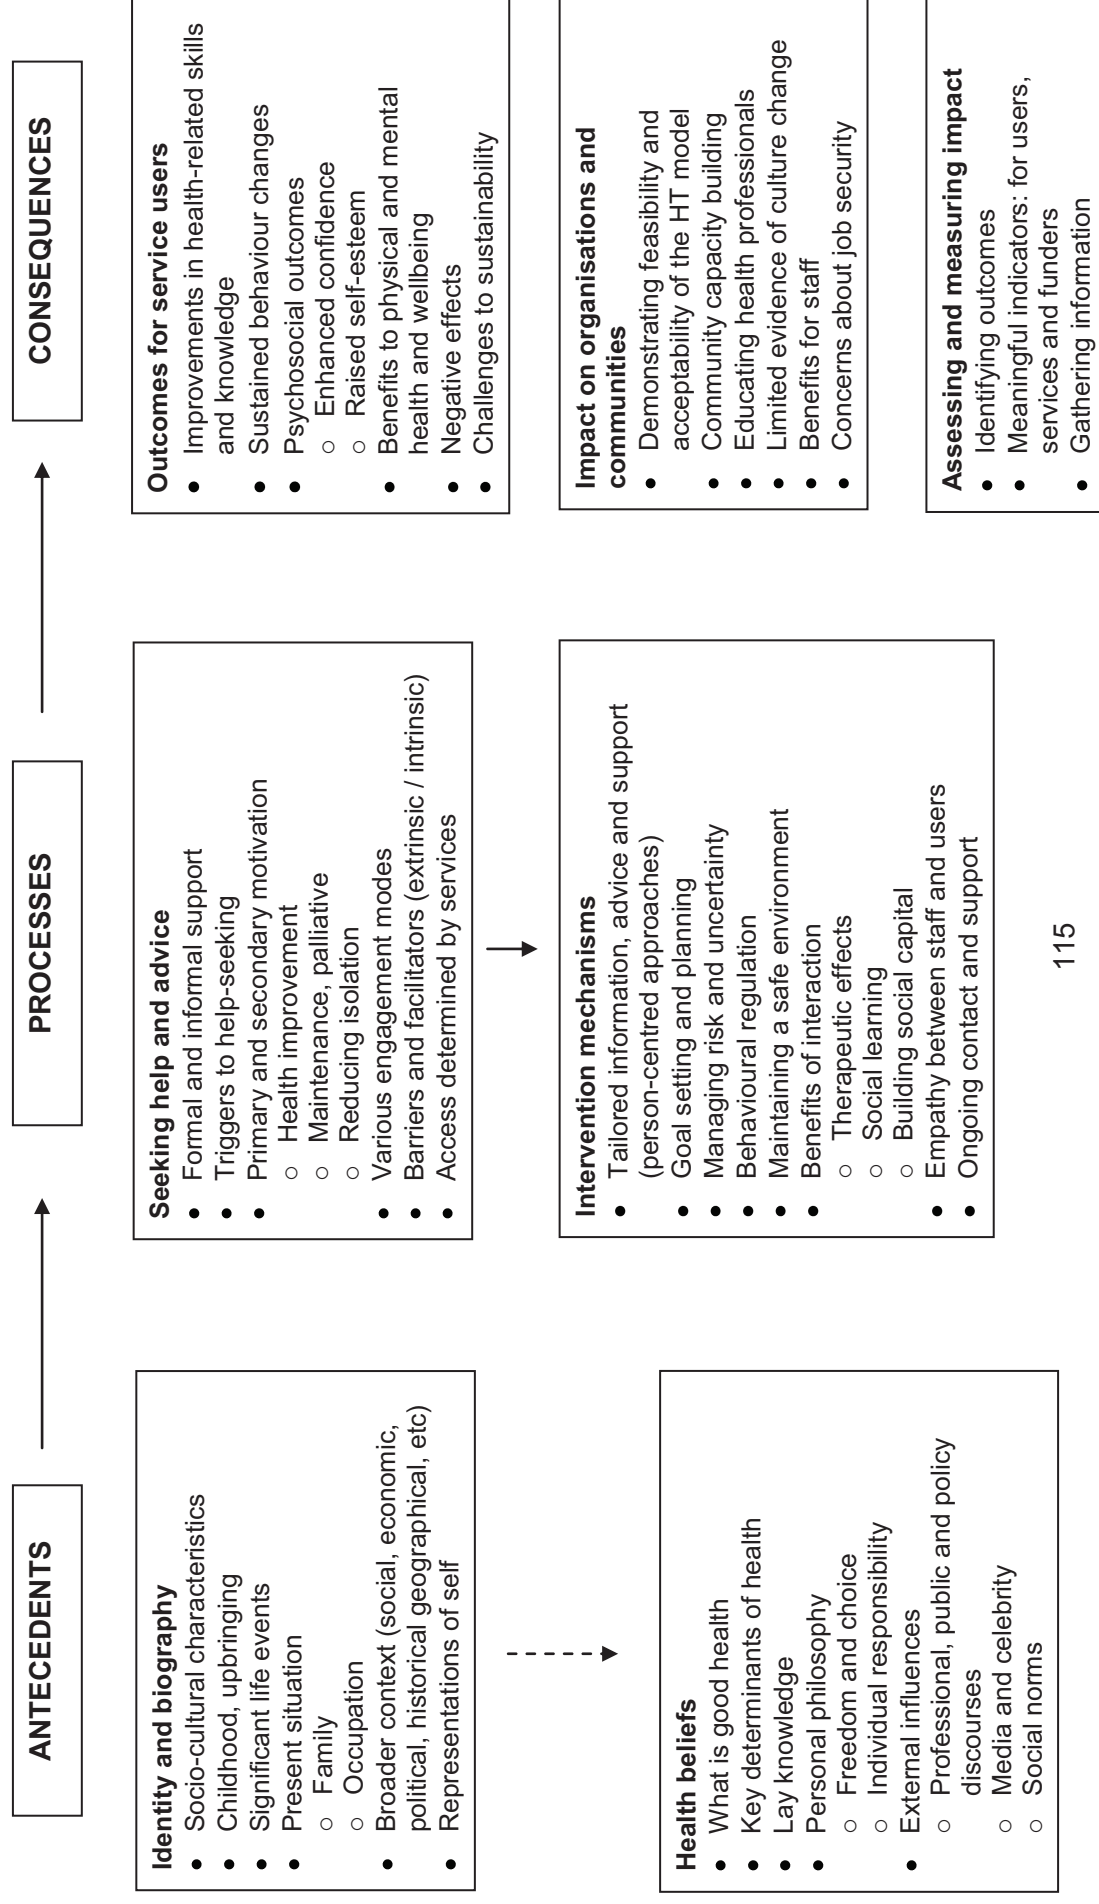 ANTECEDENTS
PROCESSES
CONSEQUENCES
Identity and biography
● Socio-cultural characteristics
● Childhood, upbringing
● Significant life events
● Present situation
○ Family
○ Occupation
● Broader context (social, economic,
political, historical geographical, etc)
● Representations of self
Health beliefs
● What is good health
● Key determinants of health
● Lay knowledge
● Personal philosophy
○ Freedom and choice
○ Individual responsibility
● External influences
○ Professional, public and policy
discourses
○ Media and celebrity
○ Social norms
Seeking help and advice
● Formal and informal support
● Triggers to help-seeking
● Primary and secondary motivation
○ Health improvement
○ Maintenance, palliative
○ Reducing isolation
● Various engagement modes
● Barriers and facilitators (extrinsic / intrinsic)
● Access determined by services
Intervention mechanisms
● Tailored information, advice and support
(person-centred approaches)
● Goal setting and planning
● Managing risk and uncertainty
● Behavioural regulation
● Maintaining a safe environment
● Benefits of interaction
○ Therapeutic effects
○ Social learning
○ Building social capital
● Empathy between staff and users
● Ongoing contact and support
Outcomes for service users
● Improvements in health-related skills
and knowledge
● Sustained behaviour changes
● Psychosocial outcomes
○ Enhanced confidence
○ Raised self-esteem
● Benefits to physical and mental
health and wellbeing
● Negative effects
● Challenges to sustainability
Impact on organisations and
communities
● Demonstrating feasibility and
acceptability of the HT model
● Community capacity building
● Educating health professionals
● Limited evidence of culture change
● Benefits for staff
● Concerns about job security
Assessing and measuring impact
● Identifying outcomes
● Meaningful indicators: for users,
services and funders
● Gathering information
115